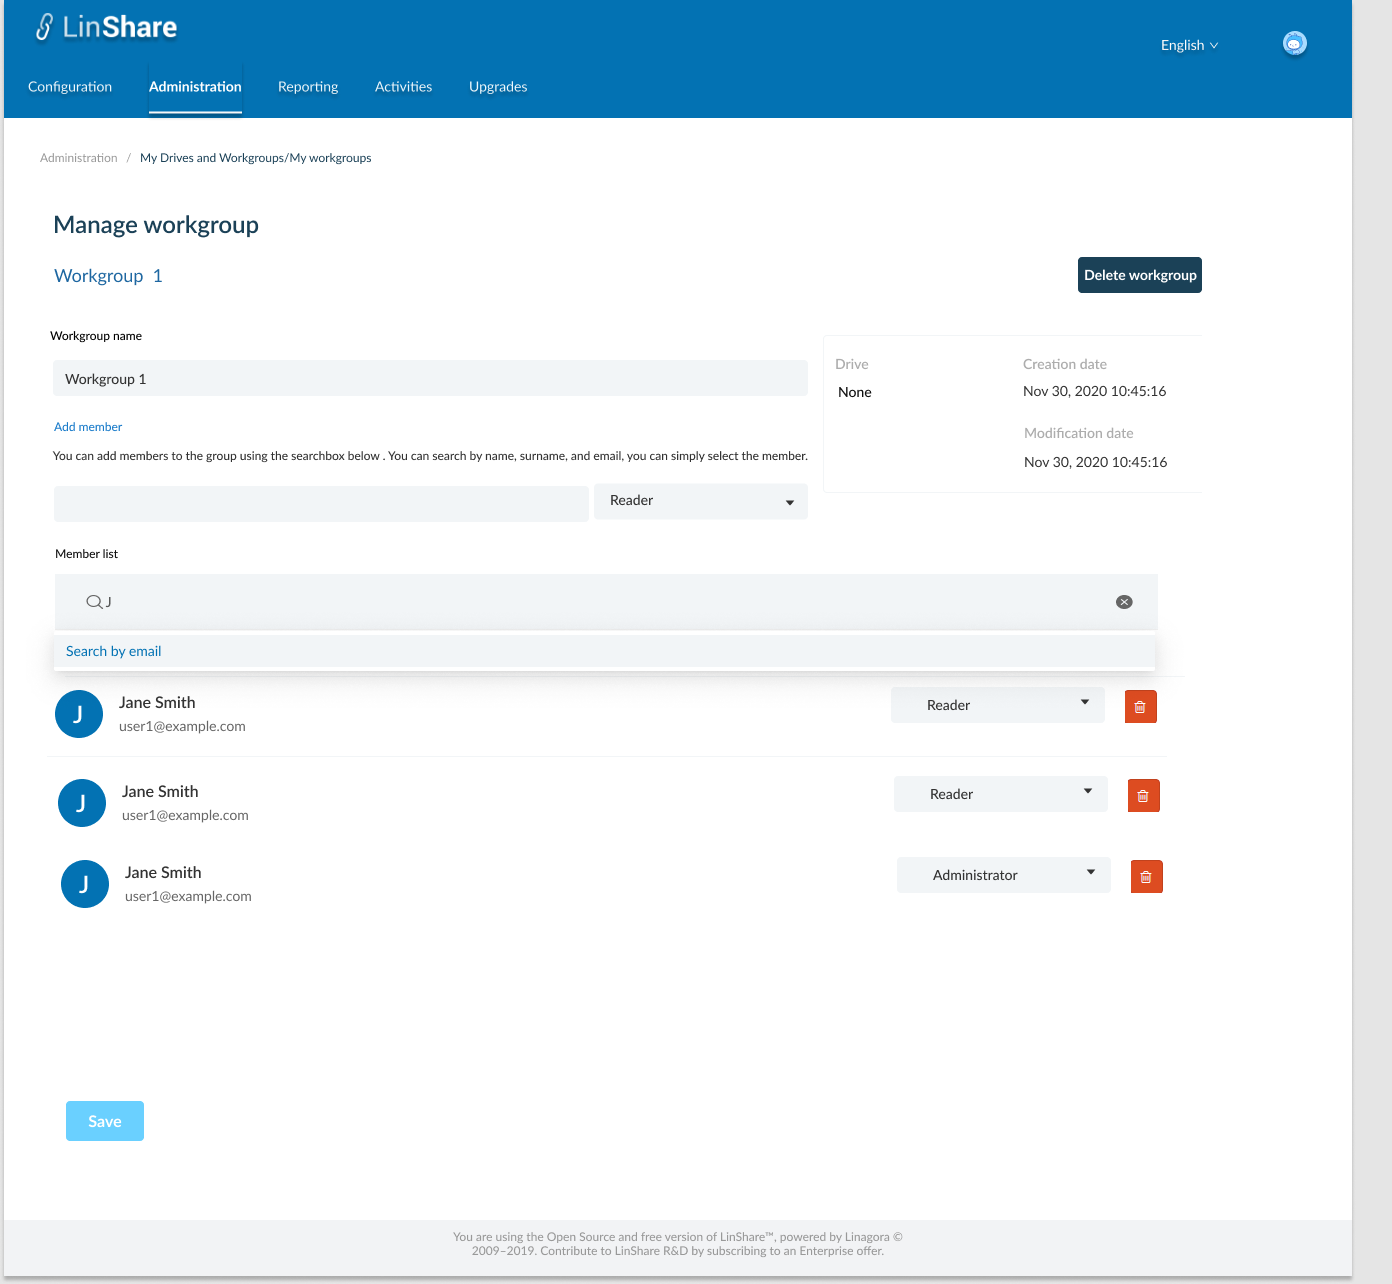 LinShare
English
Configuration
Administration
Reporting
Activities
Upgrades
Administration / My Drives and Workgroups/My workgroups
Manage workgroup
Workgroup 1
Delete workgroup
Workgroup name
Workgroup 1
Drive
None
Creation date
Nov 30, 2020 10:45:16
Modification date
Nov 30, 2020 10:45:16
Add member
You can add members to the group using the searchbox below . You can search by name, surname, and email, you can simply select the member.
Reader
Member list
J
Search by email
J
Jane Smith
user1@example.com
Reader
J
Jane Smith
user1@example.com
Reader
J
Jane Smith
user1@example.com
Administrator
Save
You are using the Open Source and free version of LinShare™, powered by Linagora ©
2009–2019. Contribute to LinShare R&D by subscribing to an Enterprise offer.